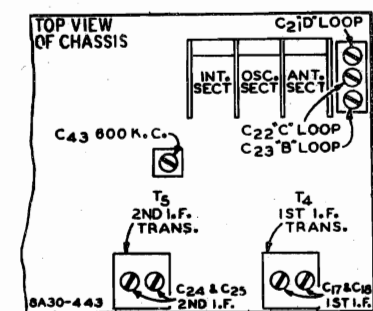 TOP VIEW
OF CHASSIS
C21"D" LOOP
INT.
SECT
OSC.
SECT
ANT.
SECT
C22"C" LOOP
C23"B" LOOP
C43 600 K.C.
T5
2ND I.F.
TRANS.
T4
1ST I.F.
TRANS.
C24 & C25
2ND I.F.
C17 & C18
1ST I.F.
8A30-443